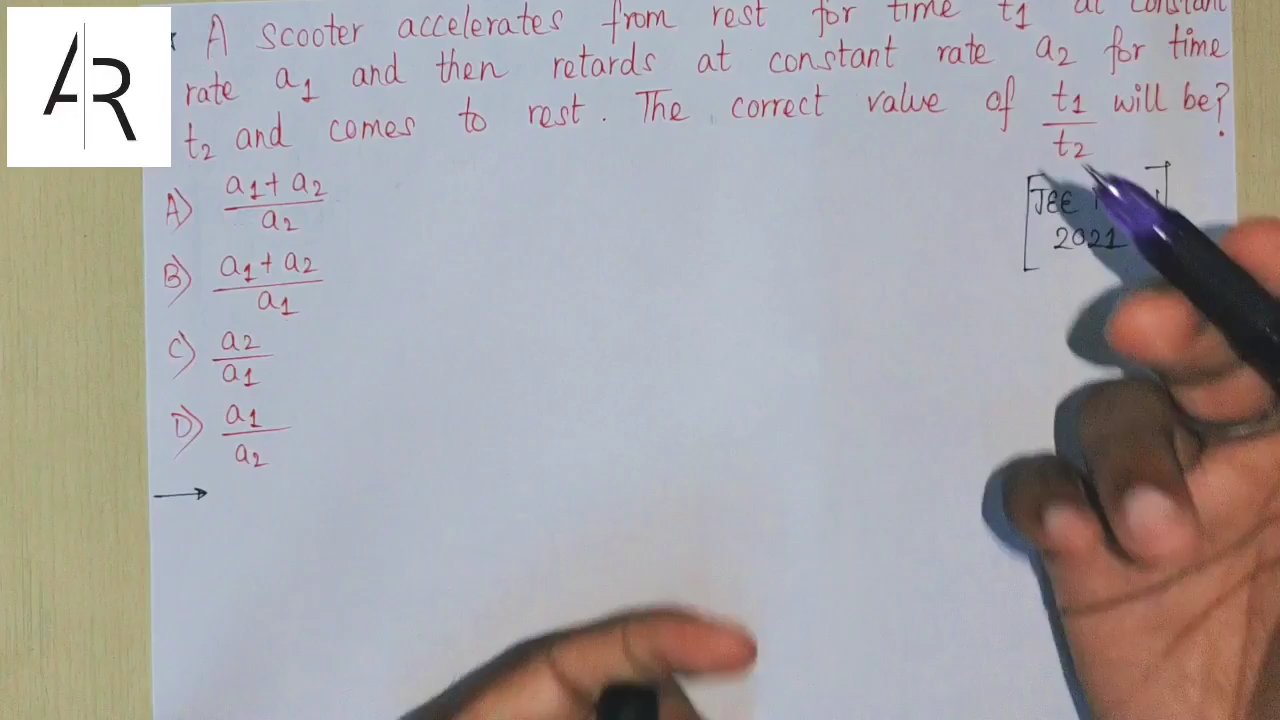 AR
A scooter accelerates from rest for time t1 at constant
rate a1 and then retards at constant rate a2 for time
t2 and comes to rest. The correct value of t1/t2 will be?
A) a1+a2/a2
B) a1+a2/a1
C) a2/a1
D) a1/a2
[JEE
2021